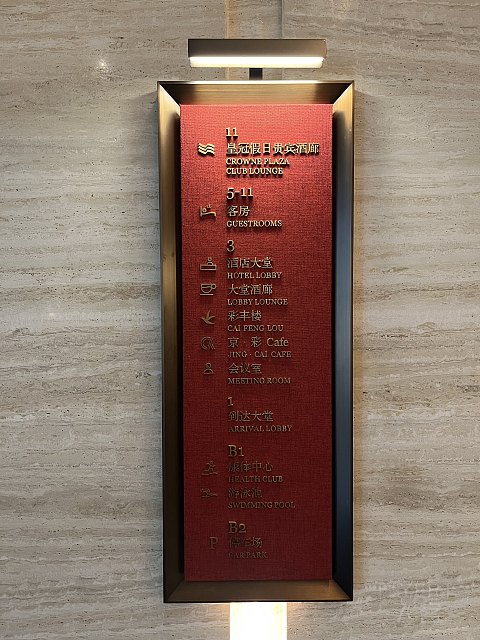 11
皇冠假日贵宾酒廊
CROWNE PLAZA
CLUB LOUNGE
5-11
客房
GUESTROOMS
3
酒店大堂
HOTEL LOBBY
大堂酒廊
LOBBY LOUNGE
彩丰楼
CAI FENG LOU
京·彩 Cafe
JING·CAI CAFE
会议室
MEETING ROOM
1
到达大堂
ARRIVAL LOBBY
B1
康体中心
HEALTH CLUB
游泳池
SWIMMING POOL
B2
P 停车场
CAR PARK